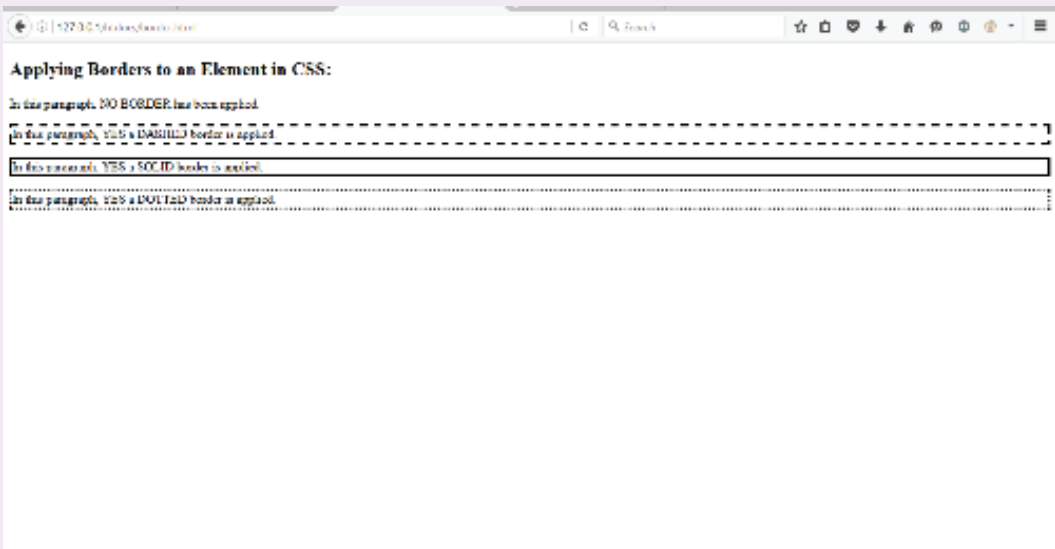 Search
Applying Borders to an Element in CSS:
In this paragraph, NO BORDER has been applied.
In this paragraph, YES a DASHED border is applied.
In this paragraph, YES a SOLID border is applied.
In this paragraph, YES a DOTTED border is applied.